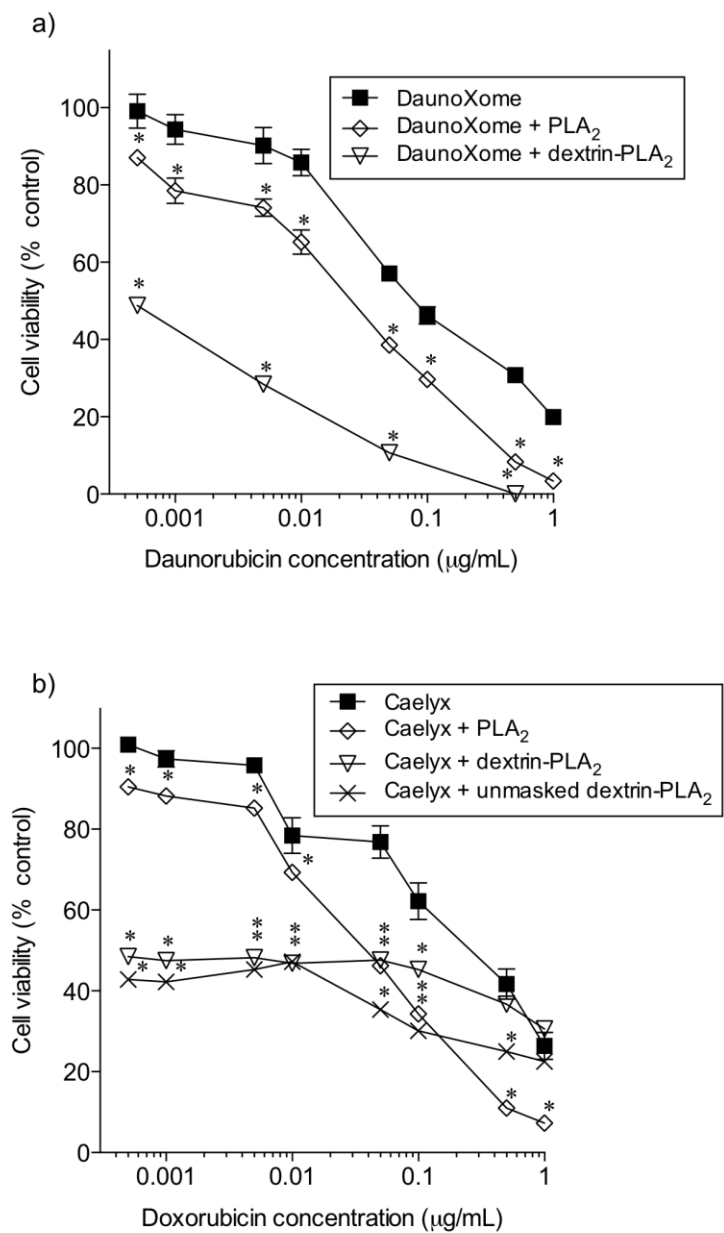 a)
DaunoXome
DaunoXome + PLA₂
DaunoXome + dextrin-PLA₂
Cell viability (% control)
100
80
60
40
20
0
* * * * * * * *
* * * *
0.001 0.01 0.1 1
Daunorubicin concentration (μg/mL)
b)
Caelyx
Caelyx + PLA₂
Caelyx + dextrin-PLA₂
Caelyx + unmasked dextrin-PLA₂
Cell viability (% control)
100
80
60
40
20
0
* * * *
* * * * * *
* * * * * *
* * * * *
0.001 0.01 0.1 1
Doxorubicin concentration (μg/mL)